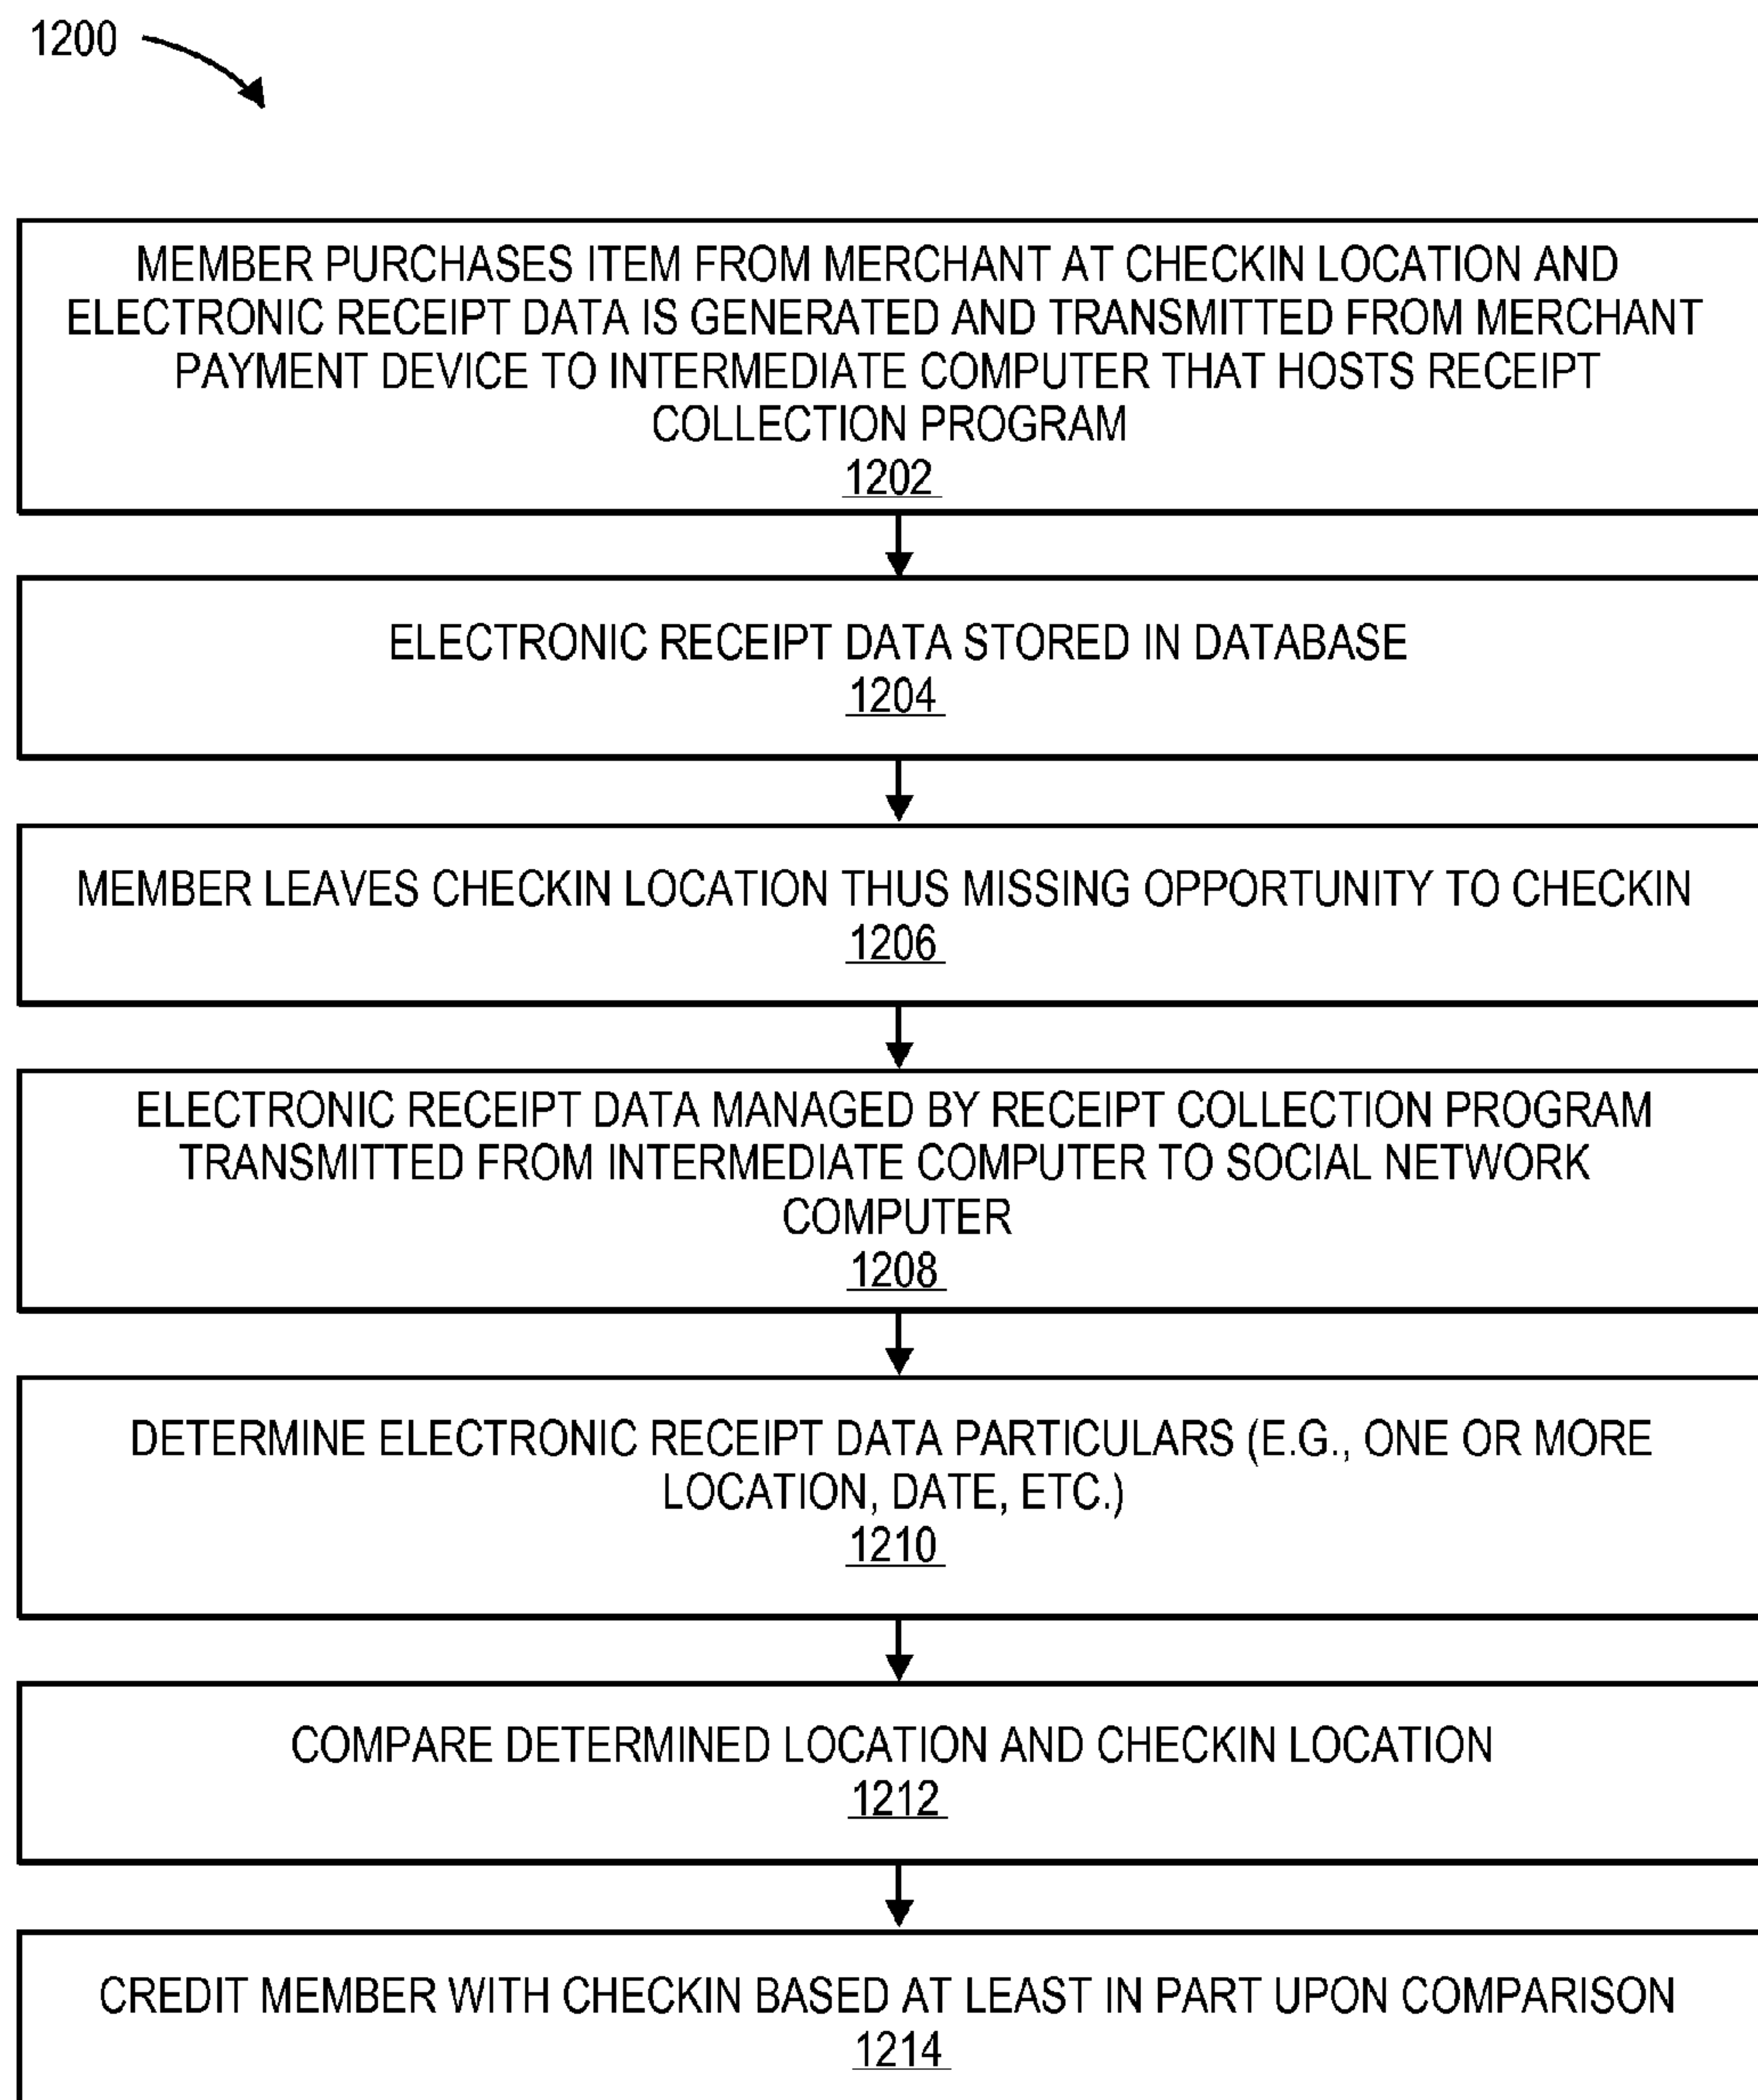 1200
MEMBER PURCHASES ITEM FROM MERCHANT AT CHECKIN LOCATION AND
ELECTRONIC RECEIPT DATA IS GENERATED AND TRANSMITTED FROM MERCHANT
PAYMENT DEVICE TO INTERMEDIATE COMPUTER THAT HOSTS RECEIPT
COLLECTION PROGRAM
1202
ELECTRONIC RECEIPT DATA STORED IN DATABASE
1204
MEMBER LEAVES CHECKIN LOCATION THUS MISSING OPPORTUNITY TO CHECKIN
1206
ELECTRONIC RECEIPT DATA MANAGED BY RECEIPT COLLECTION PROGRAM
TRANSMITTED FROM INTERMEDIATE COMPUTER TO SOCIAL NETWORK
COMPUTER
1208
DETERMINE ELECTRONIC RECEIPT DATA PARTICULARS (E.G., ONE OR MORE
LOCATION, DATE, ETC.)
1210
COMPARE DETERMINED LOCATION AND CHECKIN LOCATION
1212
CREDIT MEMBER WITH CHECKIN BASED AT LEAST IN PART UPON COMPARISON
1214